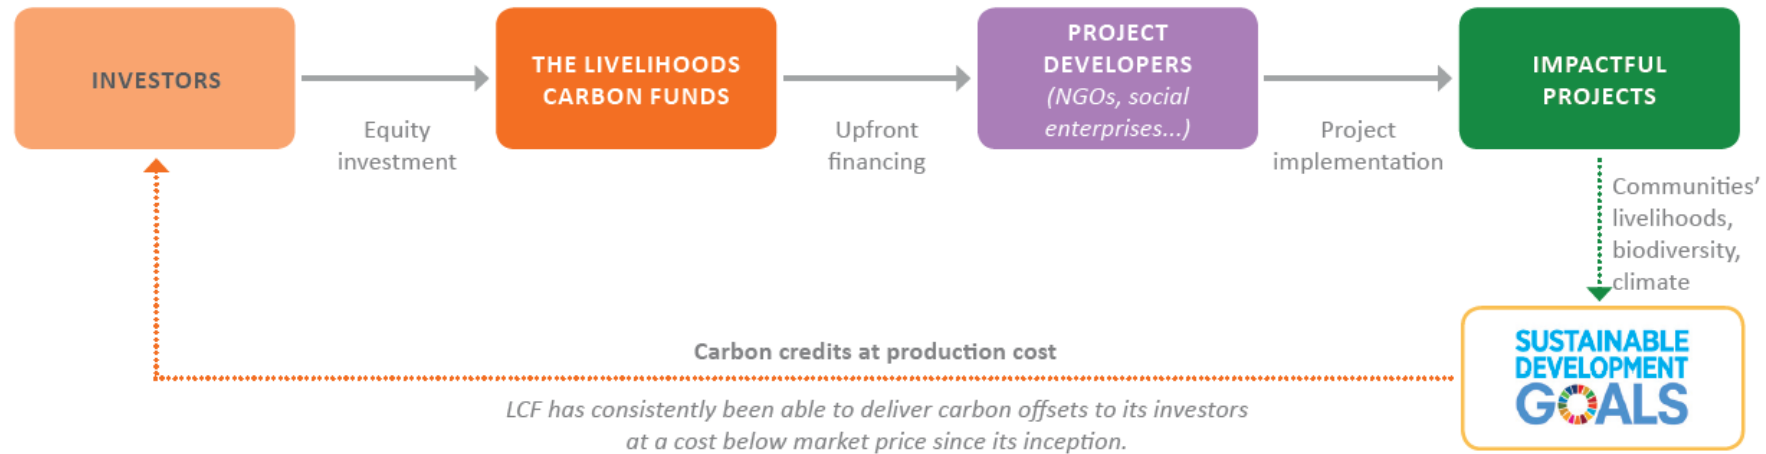 INVESTORS
Equity
investment
THE LIVELIHOODS
CARBON FUNDS
Upfront
financing
PROJECT
DEVELOPERS
(NGOs, social
enterprises...)
Project
implementation
IMPACTFUL
PROJECTS
Communities’
livelihoods,
biodiversity,
climate
SUSTAINABLE
DEVELOPMENT
GOALS
Carbon credits at production cost
LCF has consistently been able to deliver carbon offsets to its investors
at a cost below market price since its inception.